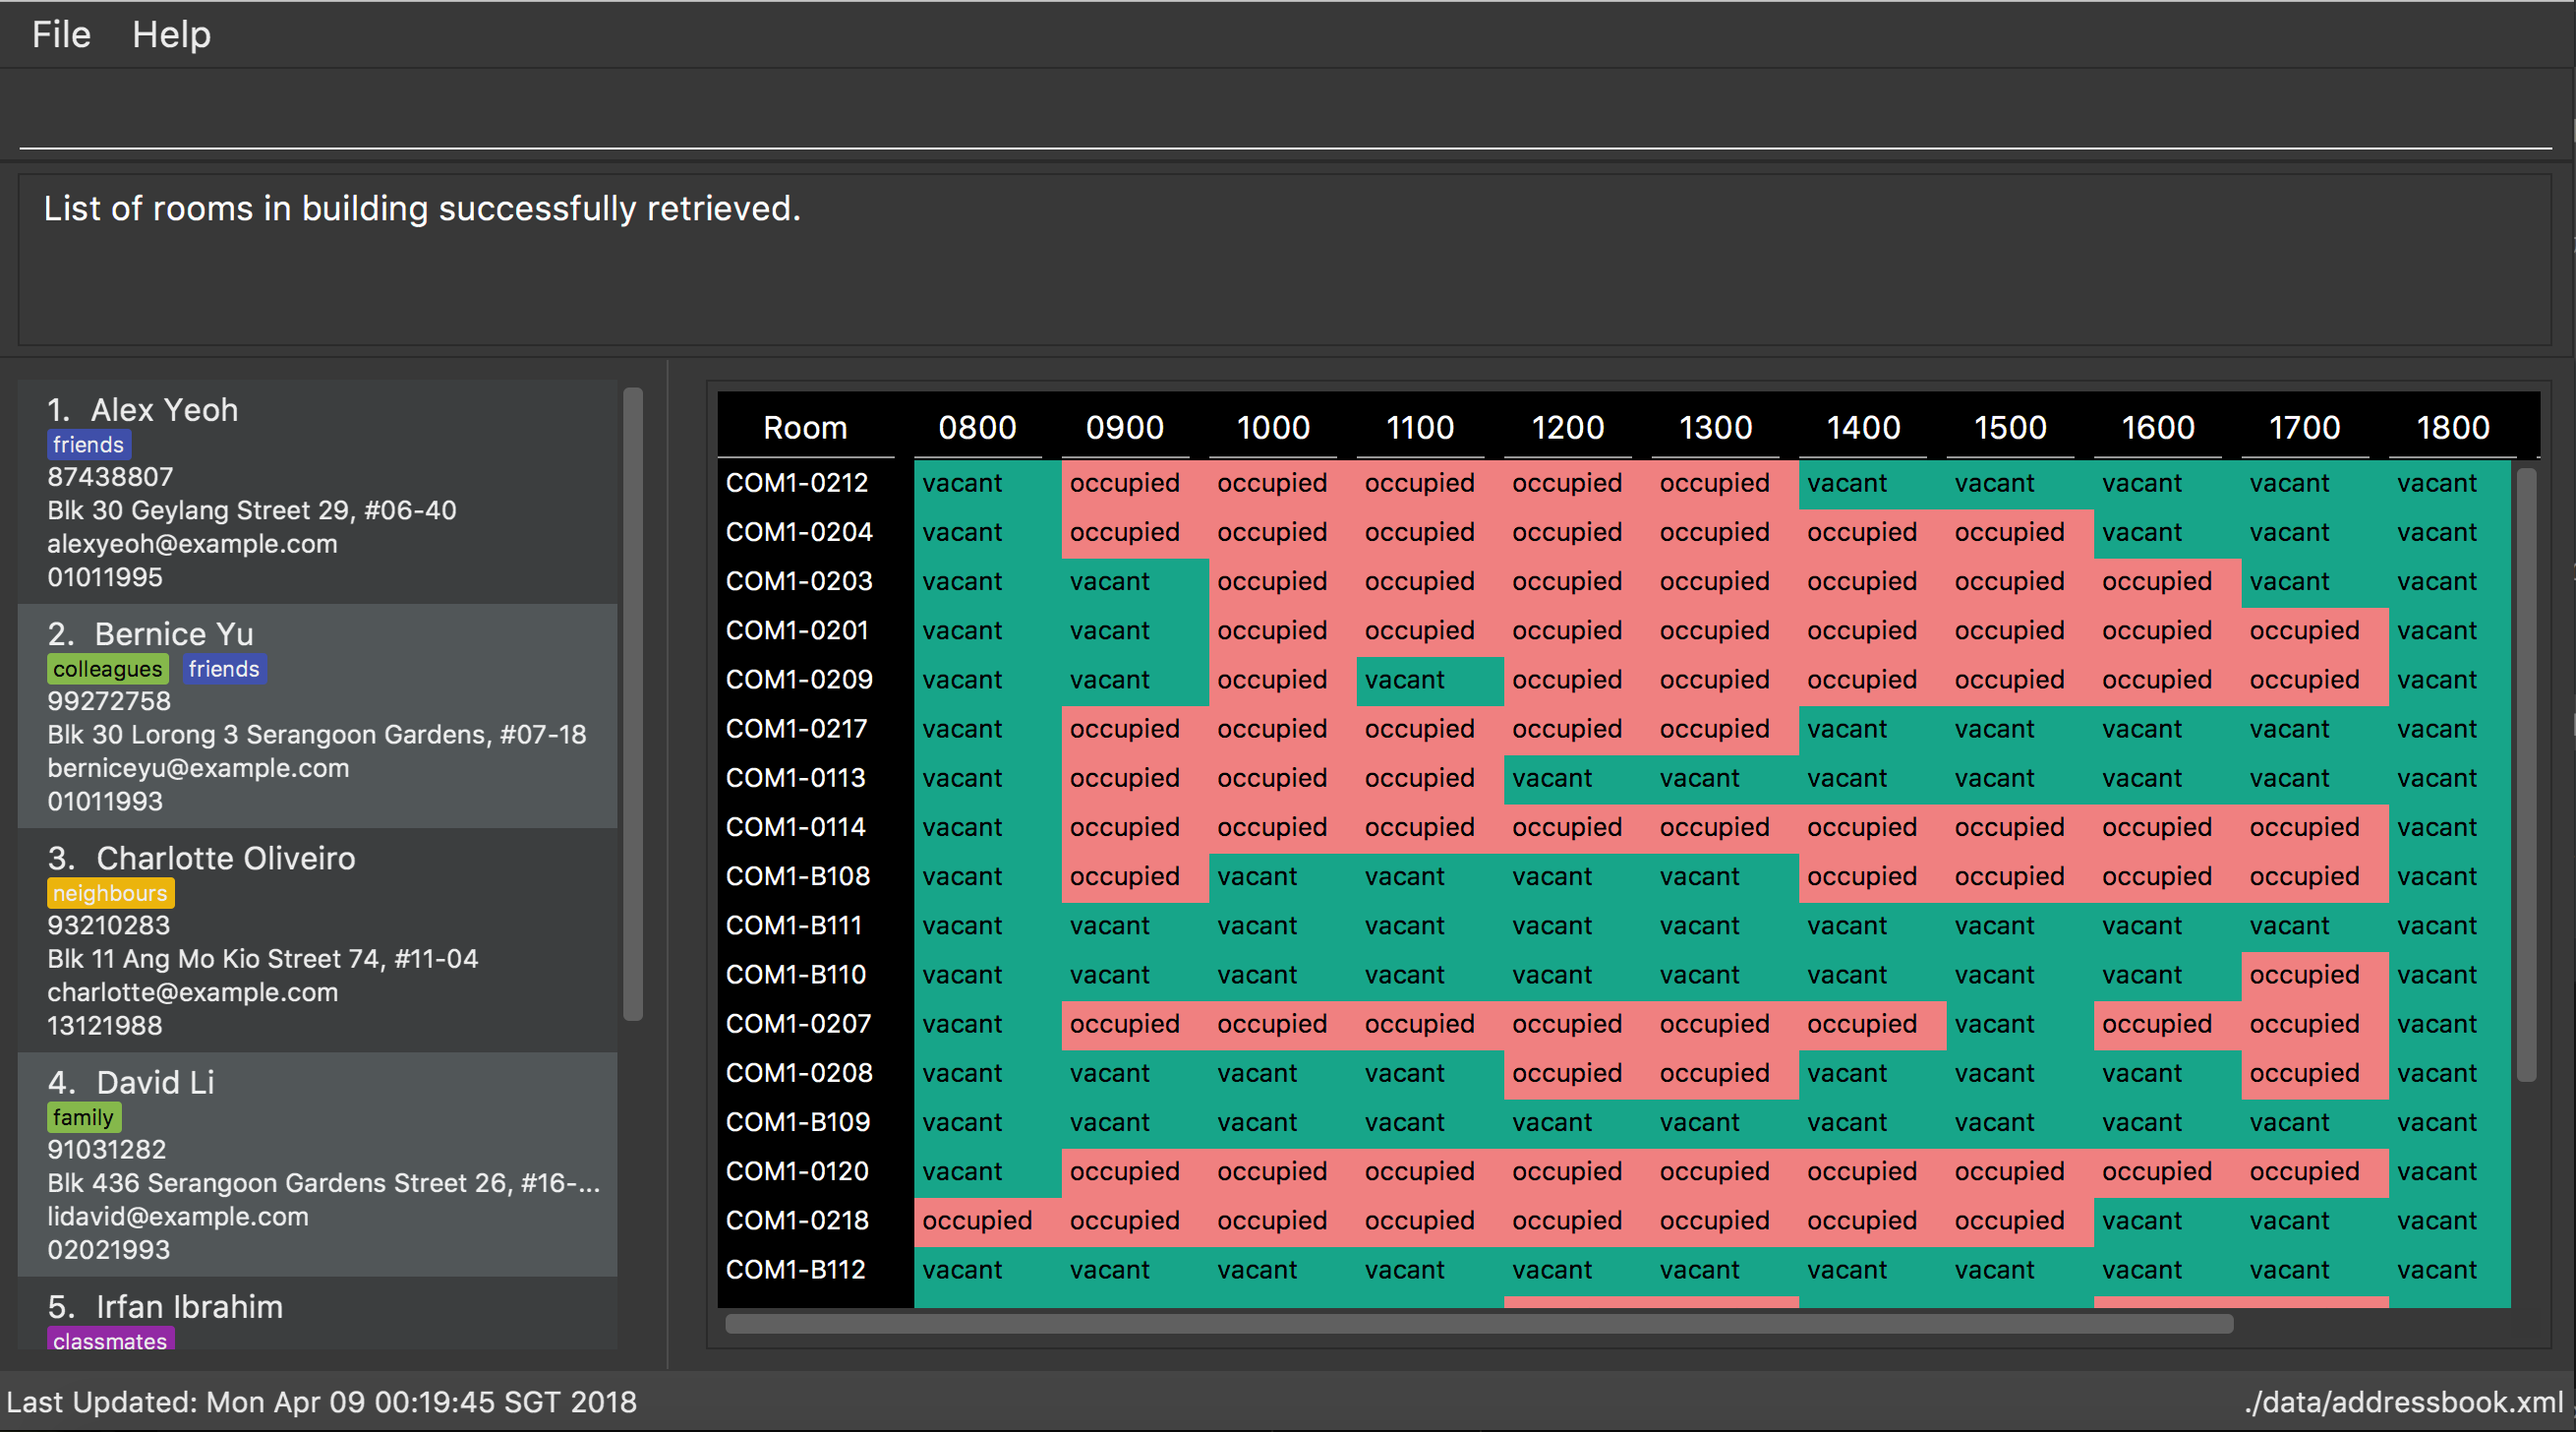 File Help
List of rooms in building successfully retrieved.
1. Alex Yeoh
friends
87438807
Blk 30 Geylang Street 29, #06-40
alexyeoh@example.com
01011995
2. Bernice Yu
colleagues friends
99272758
Blk 30 Lorong 3 Serangoon Gardens, #07-18
berniceyu@example.com
01011993
3. Charlotte Oliveiro
neighbours
93210283
Blk 11 Ang Mo Kio Street 74, #11-04
charlotte@example.com
13121988
4. David Li
family
91031282
Blk 436 Serangoon Gardens Street 26, #16-...
lidavid@example.com
02021993
5. Irfan Ibrahim
classmates
Room 0800 0900 1000 1100 1200 1300 1400 1500 1600 1700 1800
COM1-0212 vacant occupied occupied occupied occupied occupied vacant vacant vacant vacant vacant
COM1-0204 vacant occupied occupied occupied occupied occupied occupied occupied vacant vacant vacant
COM1-0203 vacant vacant occupied occupied occupied occupied occupied occupied occupied vacant vacant
COM1-0201 vacant vacant occupied occupied occupied occupied occupied occupied occupied occupied vacant
COM1-0209 vacant vacant occupied vacant occupied occupied occupied occupied occupied occupied vacant
COM1-0217 vacant occupied occupied occupied occupied occupied vacant vacant vacant vacant vacant
COM1-0113 vacant occupied occupied occupied vacant vacant vacant vacant vacant vacant vacant
COM1-0114 vacant occupied occupied occupied occupied occupied occupied occupied occupied occupied vacant
COM1-B108 vacant occupied vacant vacant vacant vacant occupied occupied occupied occupied vacant
COM1-B111 vacant vacant vacant vacant vacant vacant vacant vacant vacant vacant vacant
COM1-B110 vacant vacant vacant vacant vacant vacant vacant vacant vacant occupied vacant
COM1-0207 vacant occupied occupied occupied occupied occupied occupied vacant occupied occupied vacant
COM1-0208 vacant vacant vacant vacant occupied occupied vacant vacant vacant occupied vacant
COM1-B109 vacant vacant vacant vacant vacant vacant vacant vacant vacant vacant vacant
COM1-0120 vacant occupied occupied occupied occupied occupied occupied occupied occupied occupied vacant
COM1-0218 occupied occupied occupied occupied occupied occupied occupied occupied vacant vacant vacant
COM1-B112 vacant vacant vacant vacant vacant vacant vacant vacant vacant vacant vacant
Last Updated: Mon Apr 09 00:19:45 SGT 2018 ./data/addressbook.xml